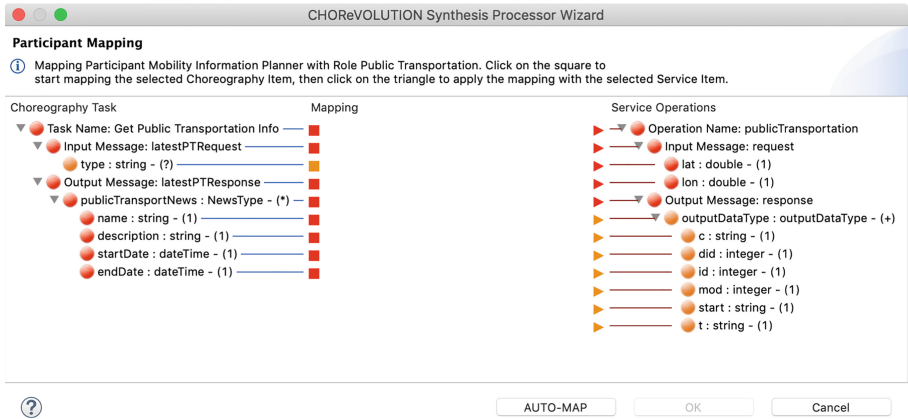 CHOReVOLUTION Synthesis Processor Wizard
Participant Mapping
Mapping Participant Mobility Information Planner with Role Public Transportation. Click on the square to
start mapping the selected Choreography Item, then click on the triangle to apply the mapping with the selected Service Item.
Choreography Task
Mapping
Service Operations
Task Name: Get Public Transportation Info
Input Message: latestPTRequest
type : string - (?)
Output Message: latestPTResponse
publicTransportNews : NewsType - (*)
name : string - (1)
description : string - (1)
startDate : dateTime - (1)
endDate : dateTime - (1)
Operation Name: publicTransportation
Input Message: request
lat : double - (1)
lon : double - (1)
Output Message: response
outputDataType : outputDataType - (+)
c : string - (1)
did : integer - (1)
id : integer - (1)
mod : integer - (1)
start : string - (1)
t : string - (1)
?
AUTO-MAP
OK
Cancel